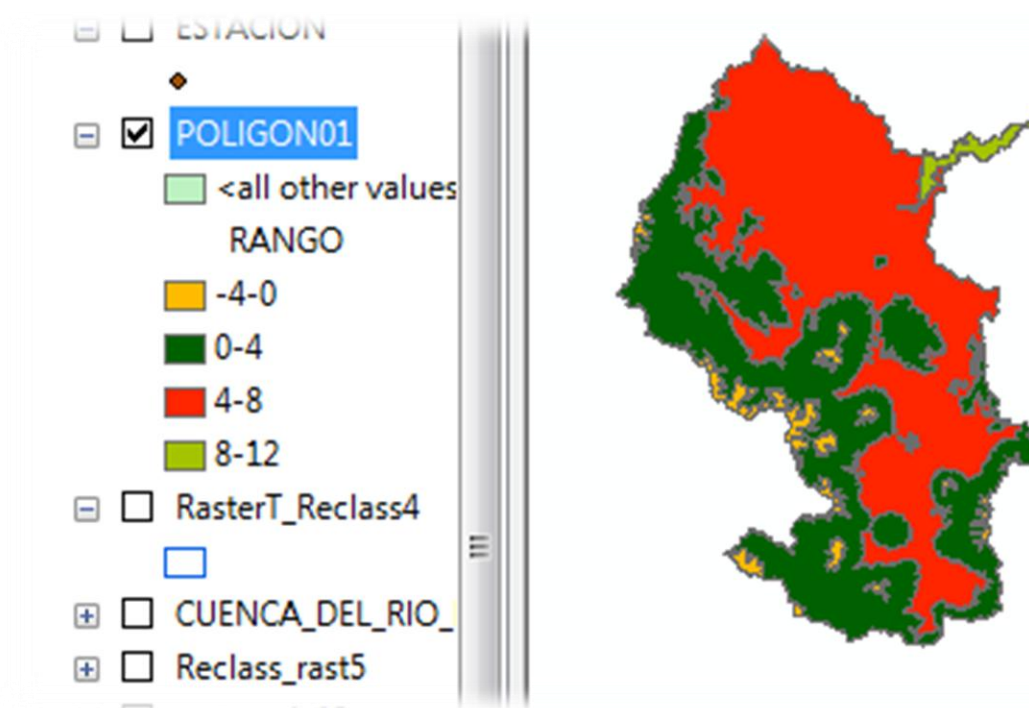 ESTACION
POLIGON01
<all other values
RANGO
-4-0
0-4
4-8
8-12
RasterT_Reclass4
CUENCA_DEL_RIO_
Reclass_rast5